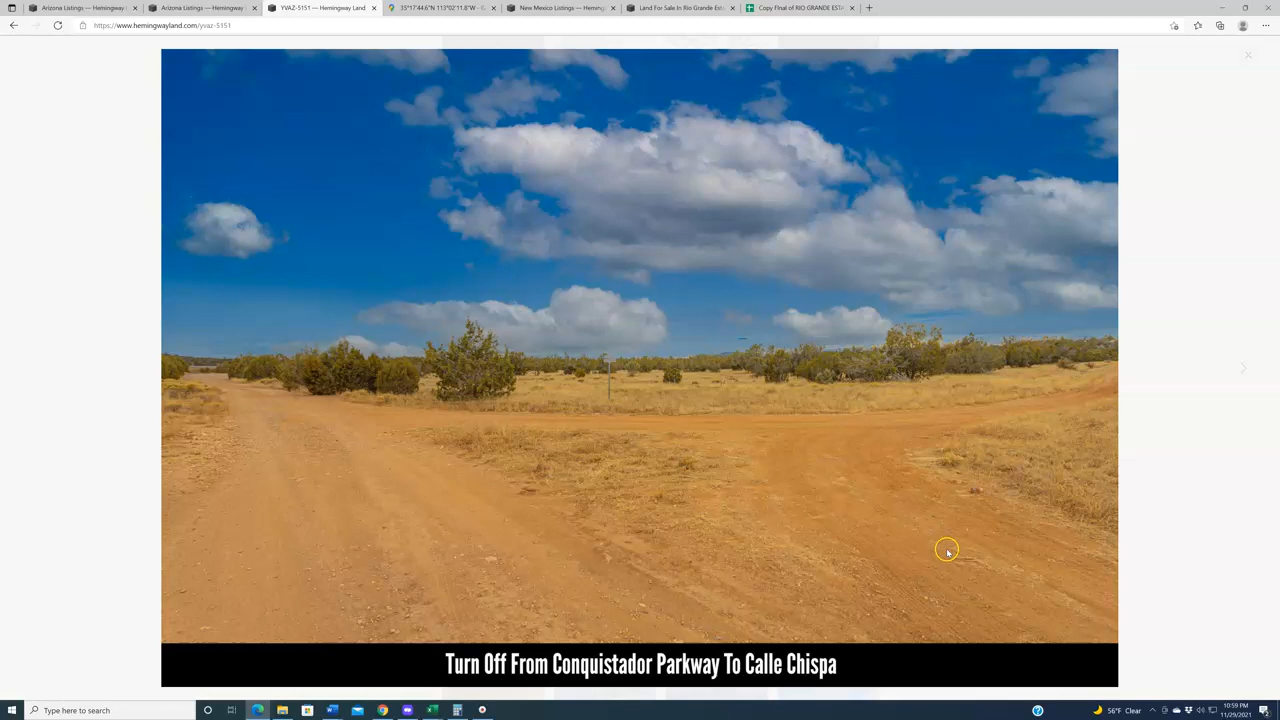 Arizona Listings — Hemingway
Arizona Listings — Hemingway
YVAZ-5151 — Hemingway Land
35°17'44.6"N 113°02'11.8"W - G
New Mexico Listings — Heming
Land For Sale In Rio Grande Est
Copy Final of RIO GRANDE ESTA
https://www.hemingwayland.com/yvaz-5151
Turn Off From Conquistador Parkway To Calle Chispa
Type here to search
56°F Clear
10:59 PM
11/29/2021